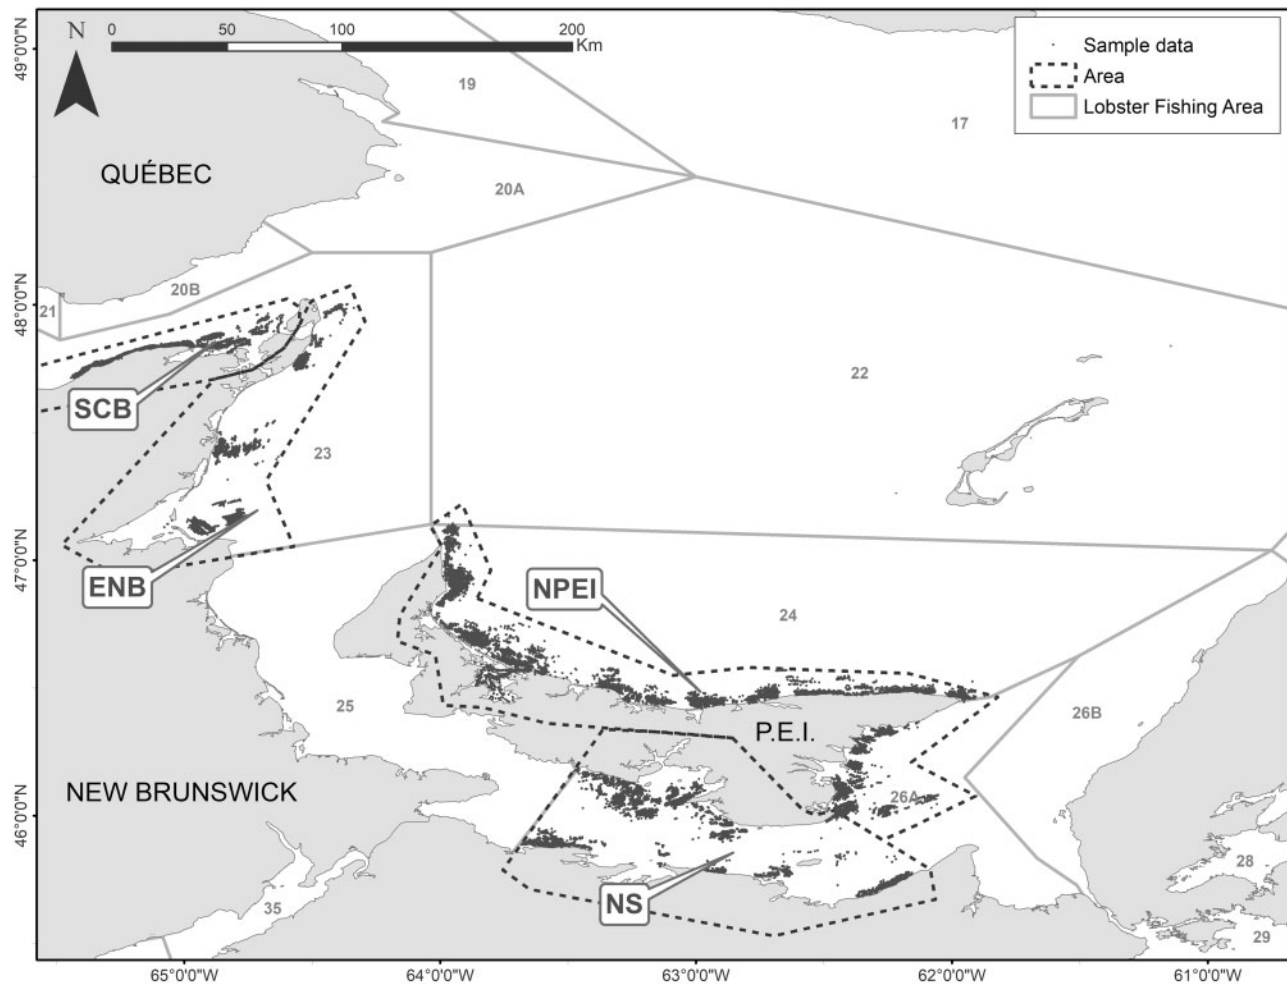 N
0 50 100 200
Km
Sample data
Area
Lobster Fishing Area
49°0'0"N
19
17
QUÉBEC
20A
20B
21
48°0'0"N
22
SCB
23
47°0'0"N
ENB
NPEI
24
25
P.E.I.
26B
NEW BRUNSWICK
26A
46°0'0"N
28
NS
35
29
65°0'0"W 64°0'0"W 63°0'0"W 62°0'0"W 61°0'0"W